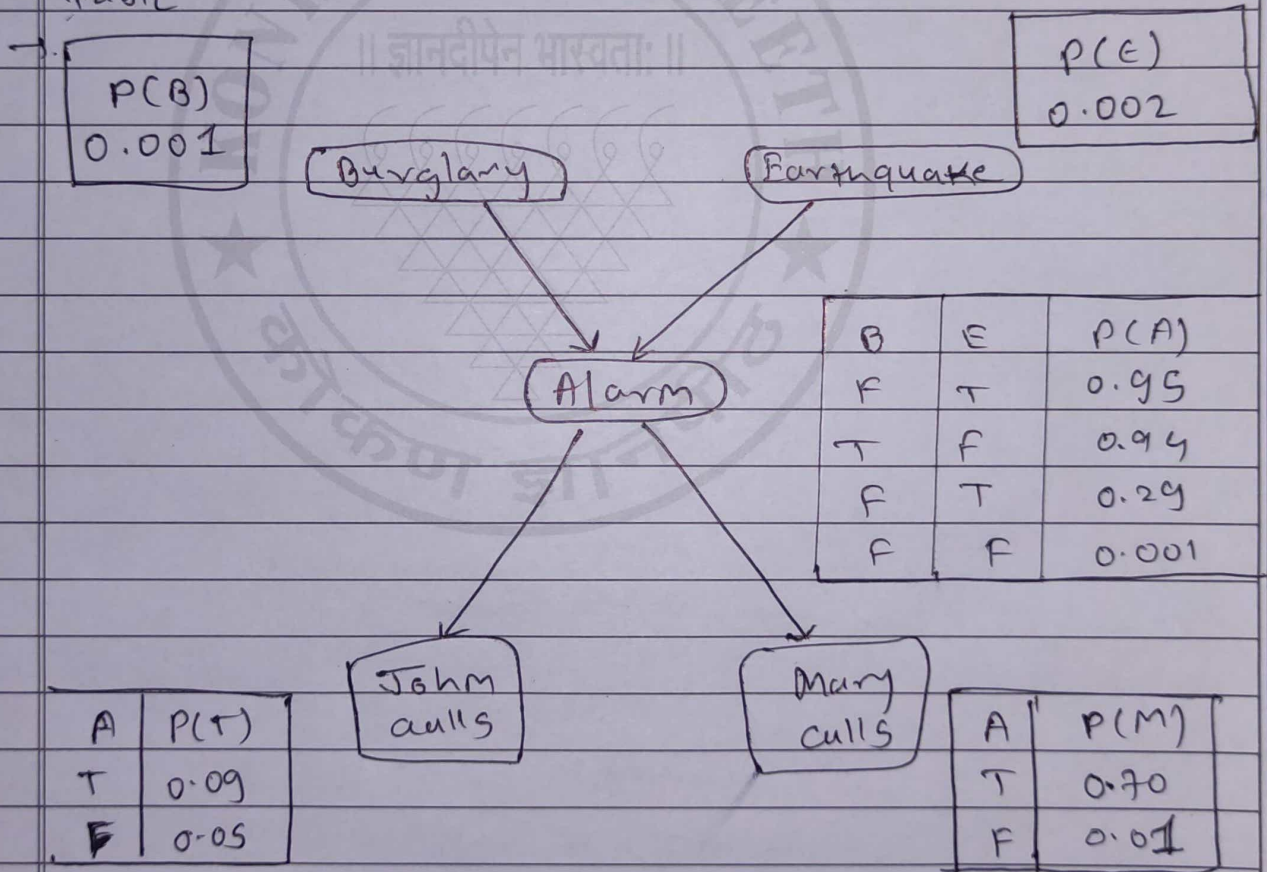 P(B)
0.001
P(E)
0.002
|| ज्ञानदीपेन भास्वता: ||
Burglary
Earthquake
Alarm
B E P(A)
F T 0.95
T F 0.94
F T 0.29
F F 0.001
John
calls
Mary
calls
A P(T)
T 0.09
F 0.05
A P(M)
T 0.70
F 0.01
कोकण ज्ञान